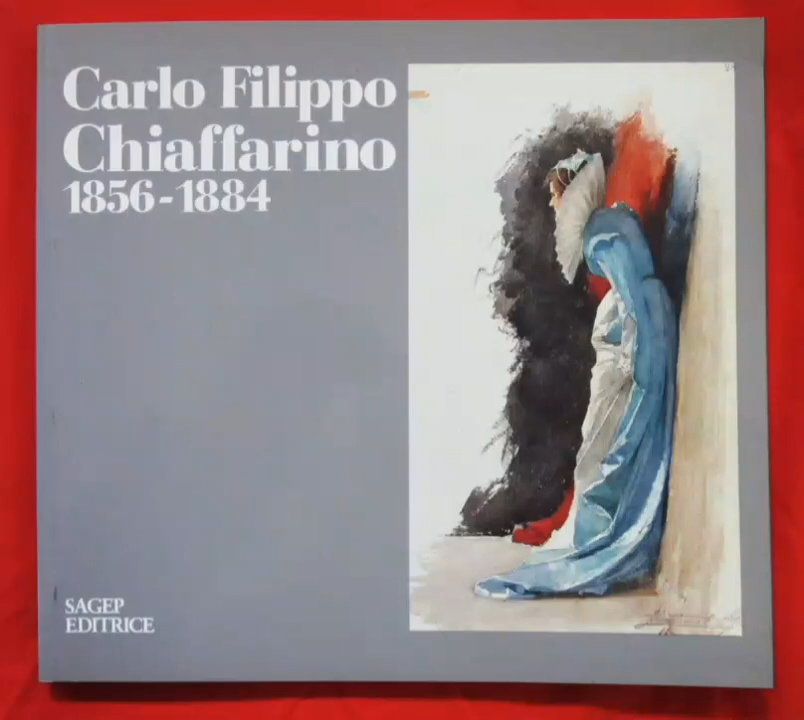 Carlo Filippo
Chiaffarino
1856-1884
SAGEP
EDITRICE